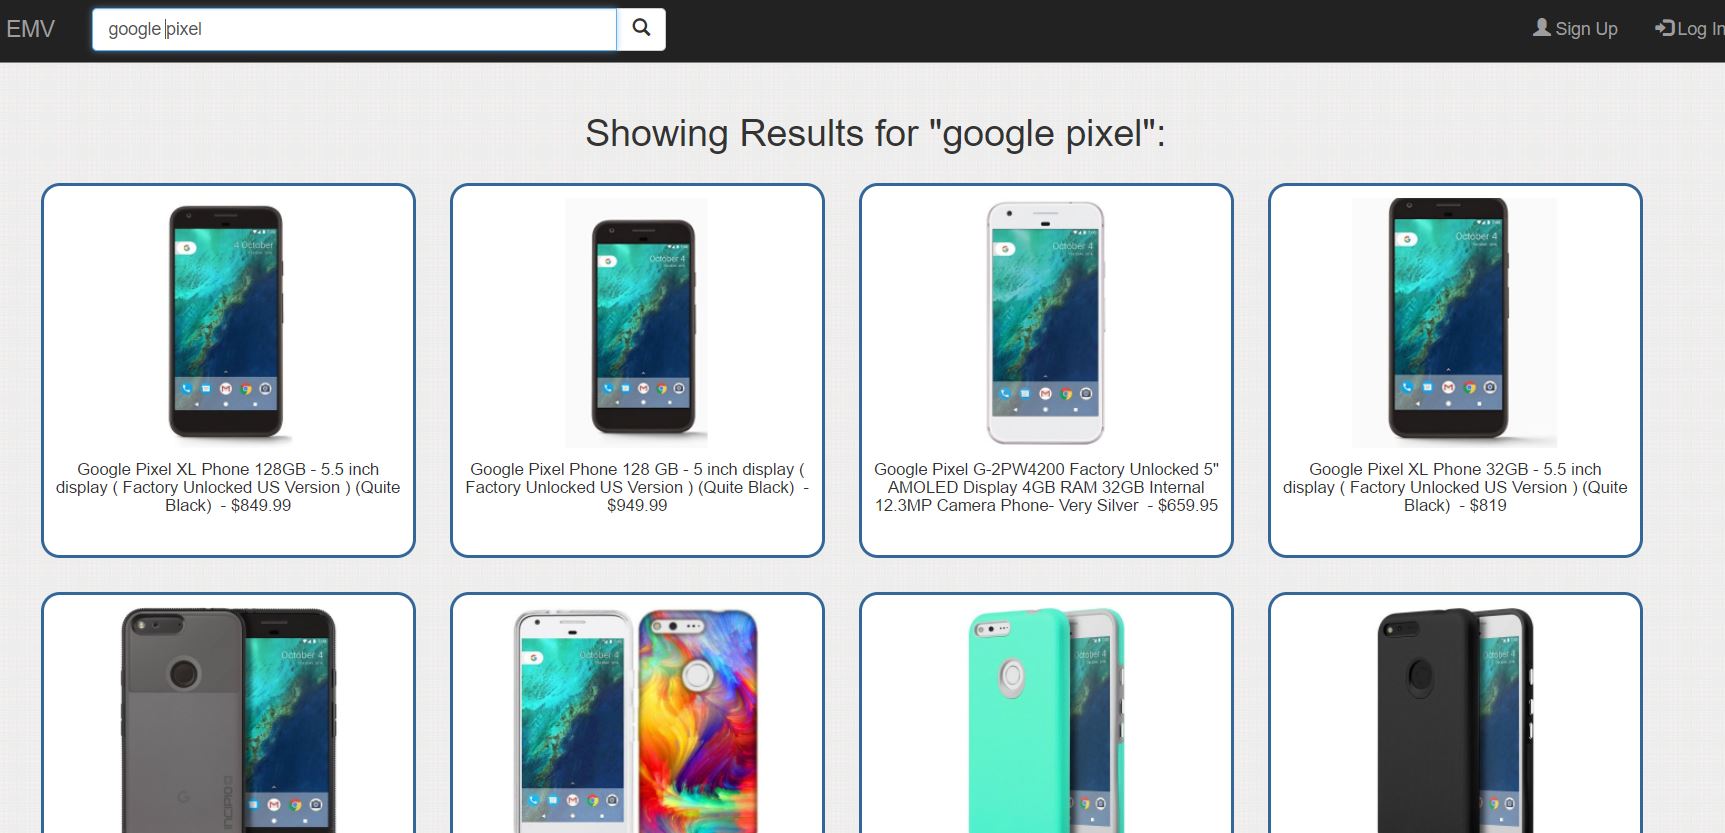 EMV
google pixel
Sign Up
Log In
Showing Results for "google pixel":
4 October
October 4
October 4
October 4
Google Pixel XL Phone 128GB - 5.5 inch
display ( Factory Unlocked US Version ) (Quite
Black)  - $849.99
Google Pixel Phone 128 GB - 5 inch display (
Factory Unlocked US Version ) (Quite Black)  -
$949.99
Google Pixel G-2PW4200 Factory Unlocked 5"
AMOLED Display 4GB RAM 32GB Internal
12.3MP Camera Phone- Very Silver  - $659.95
Google Pixel XL Phone 32GB - 5.5 inch
display ( Factory Unlocked US Version ) (Quite
Black)  - $819
October 4
October 4
October 4
October 4
INCIPIO